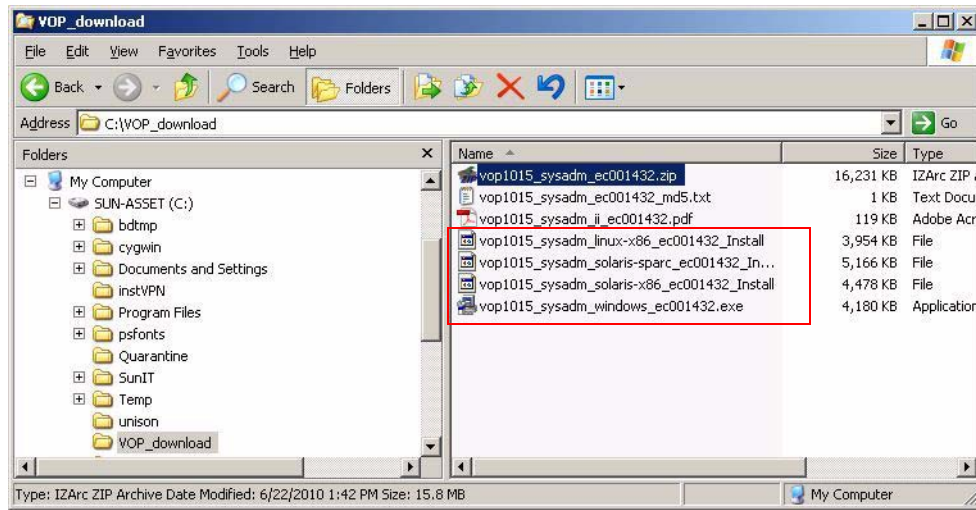 VOP_download
File Edit View Favorites Tools Help
Back Search Folders
Address C:\VOP_download Go
Folders
My Computer
SUN-ASSET (C:)
bdtmp
cygwin
Documents and Settings
instVPN
Program Files
psfonts
Quarantine
SunIT
Temp
unison
VOP_download
Name Size Type
vop1015_sysadm_ec001432.zip 16,231 KB IZArc ZIP
vop1015_sysadm_ec001432_md5.txt 1 KB Text Docu
vop1015_sysadm_ii_ec001432.pdf 119 KB Adobe Acr
vop1015_sysadm_linux-x86_ec001432_Install 3,954 KB File
vop1015_sysadm_solaris-sparc_ec001432_In... 5,166 KB File
vop1015_sysadm_solaris-x86_ec001432_Install 4,478 KB File
vop1015_sysadm_windows_ec001432.exe 4,180 KB Application
Type: IZArc ZIP Archive Date Modified: 6/22/2010 1:42 PM Size: 15.8 MB My Computer